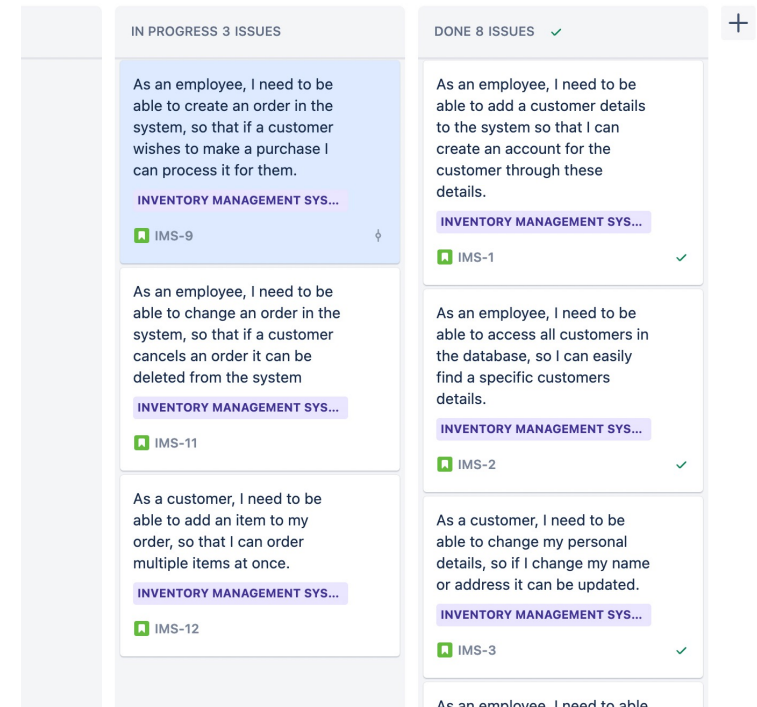 IN PROGRESS 3 ISSUES
As an employee, I need to be
able to create an order in the
system, so that if a customer
wishes to make a purchase I
can process it for them.
INVENTORY MANAGEMENT SYS...
IMS-9
As an employee, I need to be
able to change an order in the
system, so that if a customer
cancels an order it can be
deleted from the system
INVENTORY MANAGEMENT SYS...
IMS-11
As a customer, I need to be
able to add an item to my
order, so that I can order
multiple items at once.
INVENTORY MANAGEMENT SYS...
IMS-12
DONE 8 ISSUES
As an employee, I need to be
able to add a customer details
to the system so that I can
create an account for the
customer through these
details.
INVENTORY MANAGEMENT SYS...
IMS-1
As an employee, I need to be
able to access all customers in
the database, so I can easily
find a specific customers
details.
INVENTORY MANAGEMENT SYS...
IMS-2
As a customer, I need to be
able to change my personal
details, so if I change my name
or address it can be updated.
INVENTORY MANAGEMENT SYS...
IMS-3
As an employee, I need to able